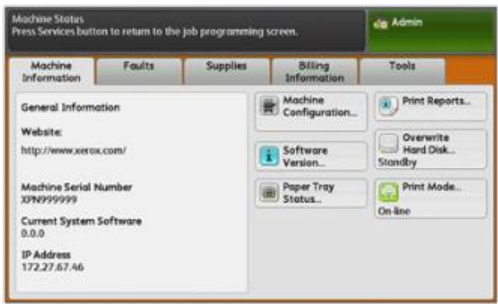 Machine Status
Press Services button to return to the job programming screen.
Admin
Machine Information
Faults
Supplies
Billing Information
Tools
General Information
Website:
http://www.xerox.com/
Machine Serial Number
XPN999999
Current System Software
0.0.0
IP Address
172.27.67.46
Machine
Configuration...
Software
Version...
Paper Tray
Status...
Print Reports...
Overwrite
Hard Disk...
Standby
Print Mode...
On-line